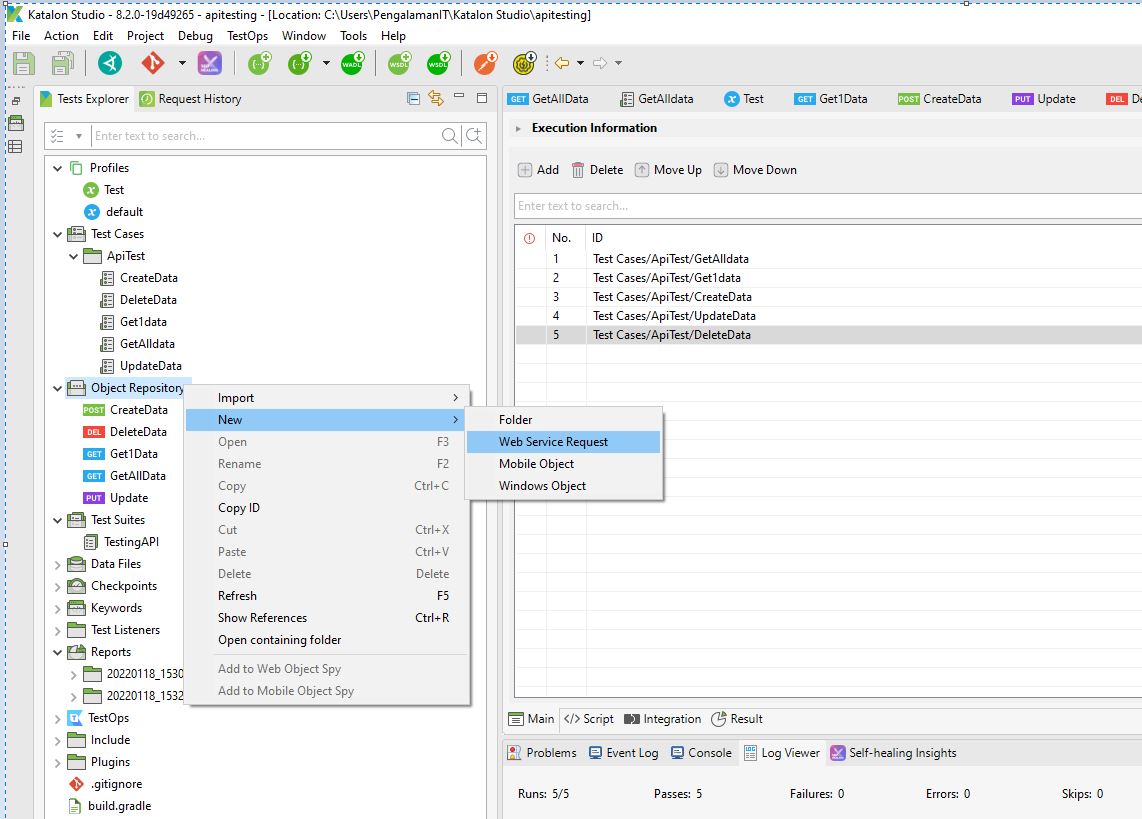 Katalon Studio - 8.2.0-19d49265 - apitesting - [Location: C:\Users\PengalamanIT\Katalon Studio\apitesting]
File Action Edit Project Debug TestOps Window Tools Help
WADL WSDL WSDL
Tests Explorer Request History
GET GetAllData GetAlldata Test GET Get1Data POST CreateData PUT Update DEL
Enter text to search...
Execution Information
Add Delete Move Up Move Down
Enter text to search...
No. ID
1 Test Cases/ApiTest/GetAlldata
2 Test Cases/ApiTest/Get1data
3 Test Cases/ApiTest/CreateData
4 Test Cases/ApiTest/UpdateData
5 Test Cases/ApiTest/DeleteData
Profiles
Test
default
Test Cases
ApiTest
CreateData
DeleteData
Get1data
GetAlldata
UpdateData
Object Repository
POST CreateData
DEL DeleteData
GET Get1Data
GET GetAllData
PUT Update
Test Suites
TestingAPI
Data Files
Checkpoints
Keywords
Test Listeners
Reports
20220118_1530
20220118_1532
TestOps
Include
Plugins
.gitignore
build.gradle
Import
New
Open F3
Rename F2
Copy Ctrl+C
Copy ID
Cut Ctrl+X
Paste Ctrl+V
Delete Delete
Refresh F5
Show References Ctrl+R
Open containing folder
Add to Web Object Spy
Add to Mobile Object Spy
Folder
Web Service Request
Mobile Object
Windows Object
Main </> Script Integration Result
Problems Event Log Console Log Viewer Self-healing Insights
Runs: 5/5 Passes: 5 Failures: 0 Errors: 0 Skips: 0